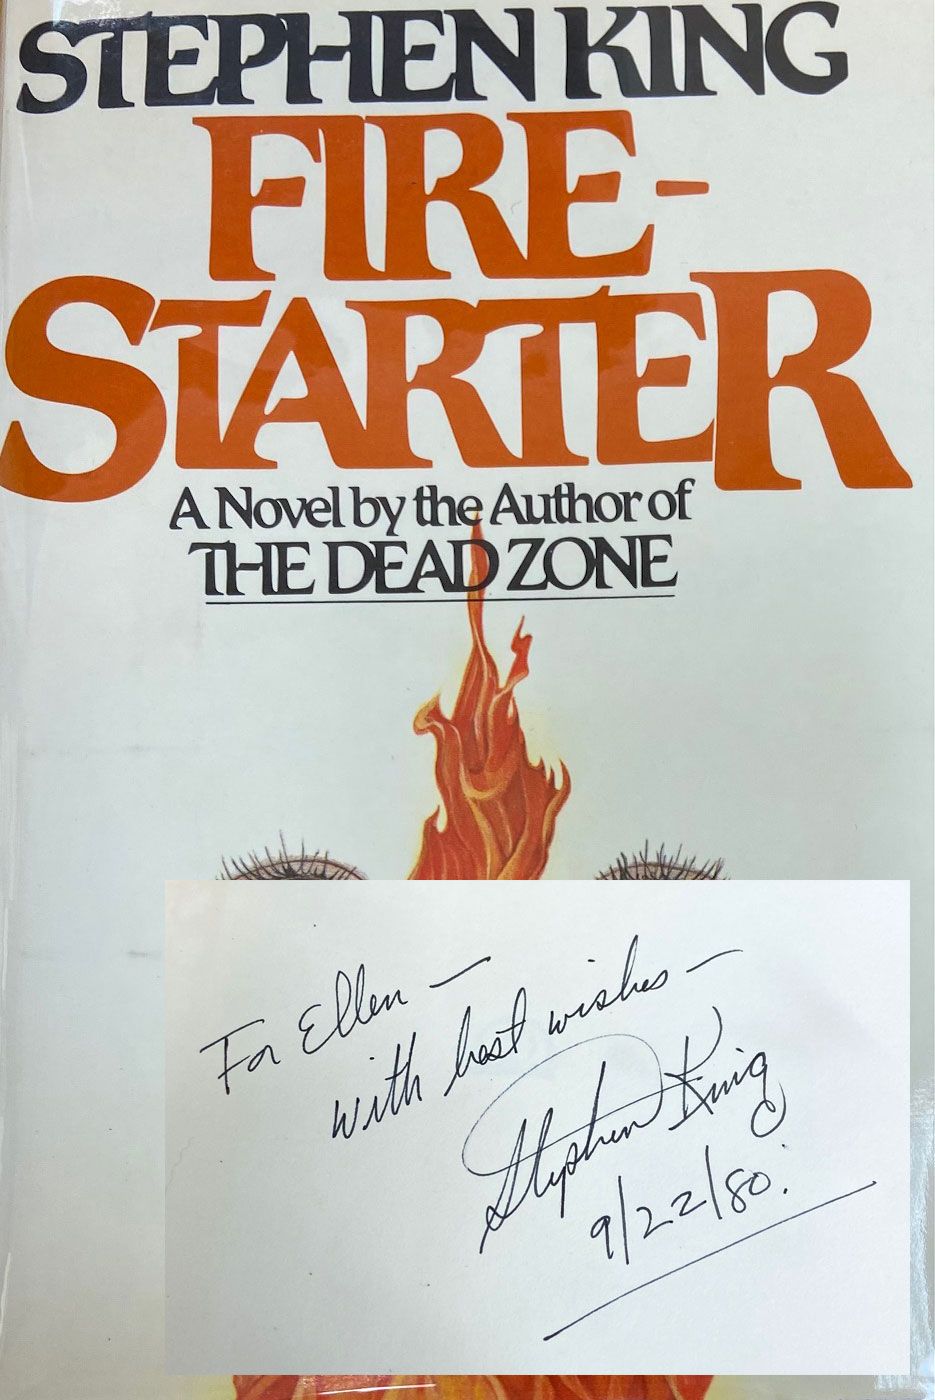 STEPHEN KING
FIRE-
STARTER
A Novel by the Author of
THE DEAD ZONE
For Ellen —
with best wishes —
Stephen King
9/22/80.